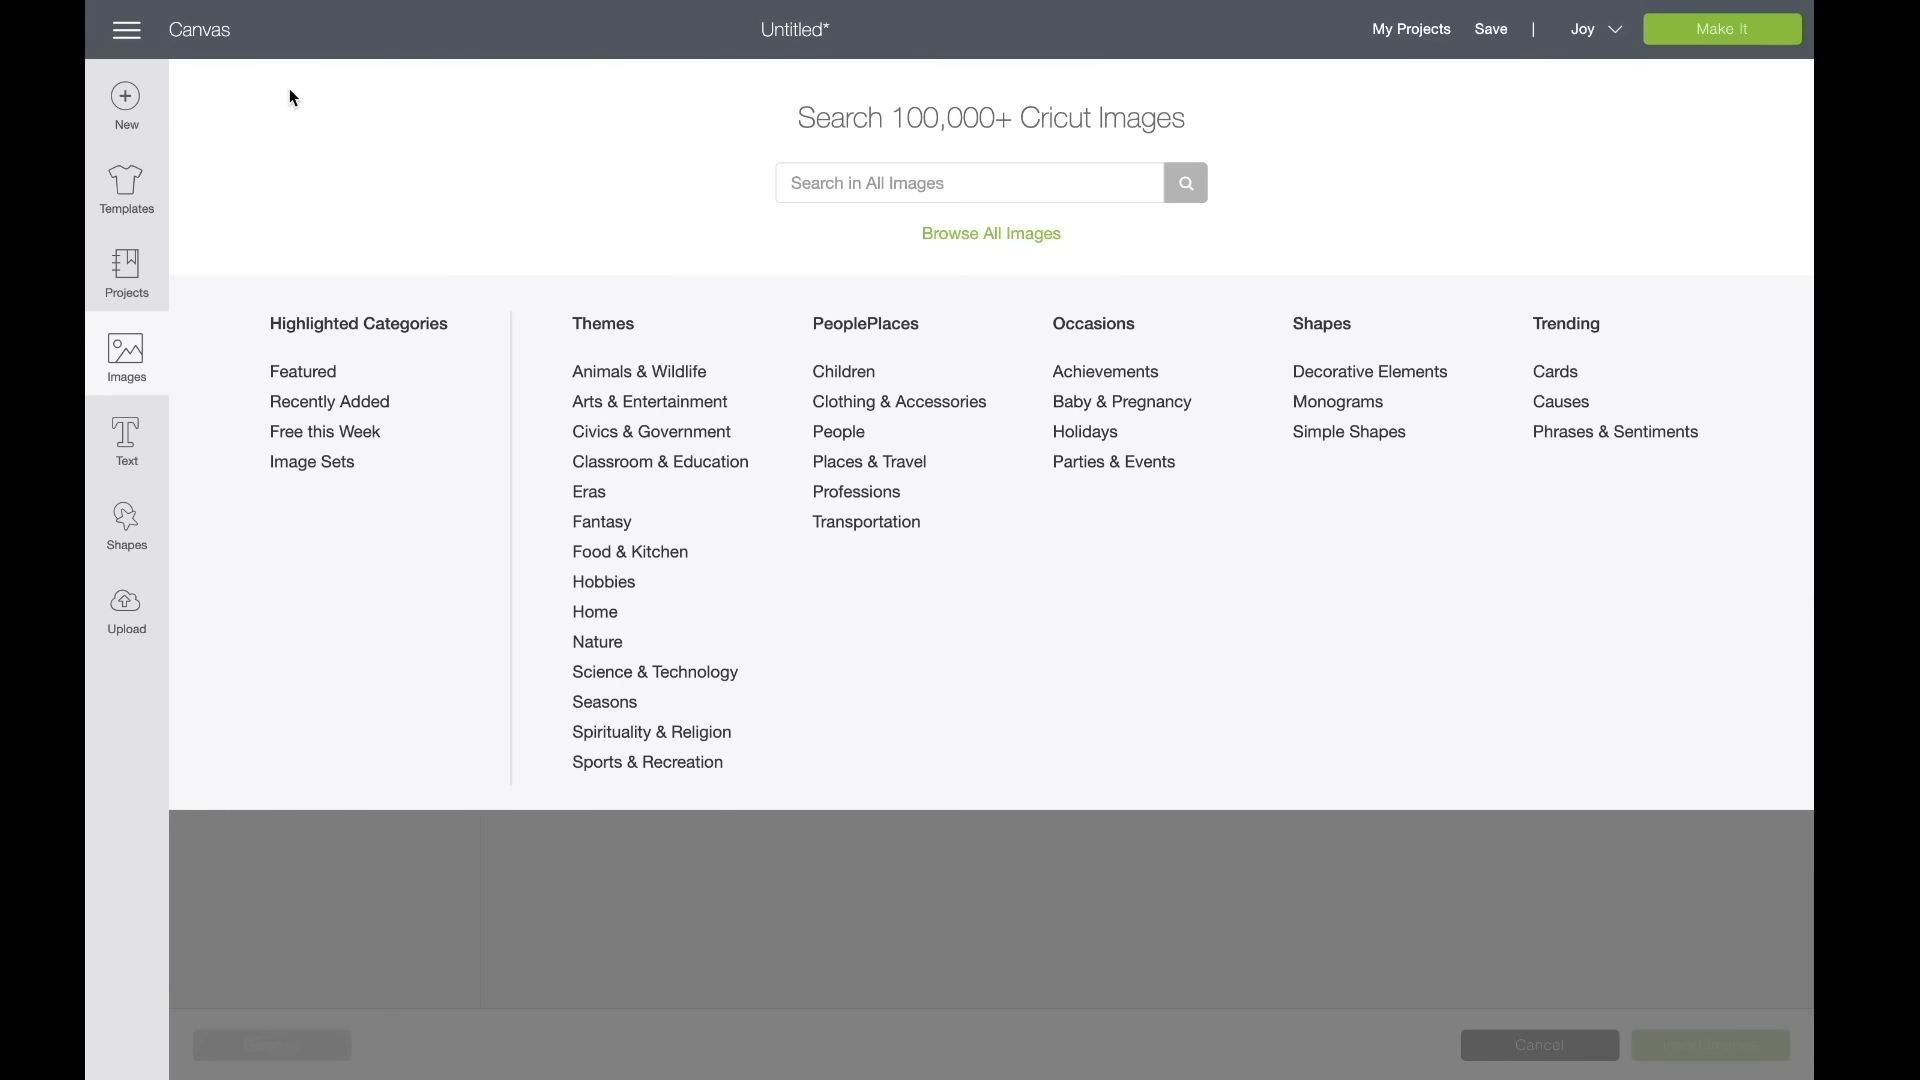 Canvas
Untitled*
My Projects Save | Joy
Make It
New
Templates
Projects
Images
Text
Shapes
Upload
Search 100,000+ Cricut Images
Search in All Images
Browse All Images
Highlighted Categories
Featured
Recently Added
Free this Week
Image Sets
Themes
Animals & Wildlife
Arts & Entertainment
Civics & Government
Classroom & Education
Eras
Fantasy
Food & Kitchen
Hobbies
Home
Nature
Science & Technology
Seasons
Spirituality & Religion
Sports & Recreation
PeoplePlaces
Children
Clothing & Accessories
People
Places & Travel
Professions
Transportation
Occasions
Achievements
Baby & Pregnancy
Holidays
Parties & Events
Shapes
Decorative Elements
Monograms
Simple Shapes
Trending
Cards
Causes
Phrases & Sentiments
Cancel